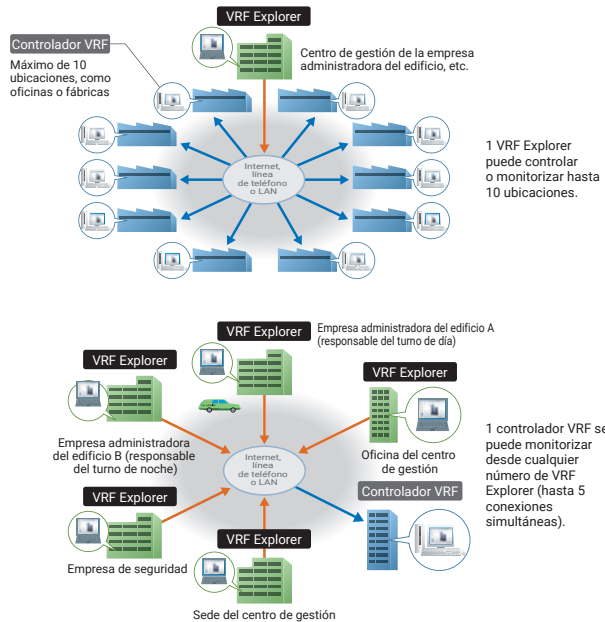 VRF Explorer
Controlador VRF
Máximo de 10
ubicaciones, como
oficinas o fábricas
Centro de gestión de la empresa
administradora del edificio, etc.
Internet,
línea
de teléfono
o LAN
1 VRF Explorer
puede controlar
o monitorizar hasta
10 ubicaciones.
VRF Explorer
Empresa administradora del edificio A
(responsable del turno de día)
VRF Explorer
Empresa administradora
del edificio B (responsable
del turno de noche)
VRF Explorer
Oficina del centro
de gestión
Internet,
línea
de teléfono
o LAN
1 controlador VRF se
puede monitorizar
desde cualquier
número de VRF
Explorer (hasta 5
conexiones
simultáneas).
Controlador VRF
VRF Explorer
Empresa de seguridad
VRF Explorer
Sede del centro de gestión